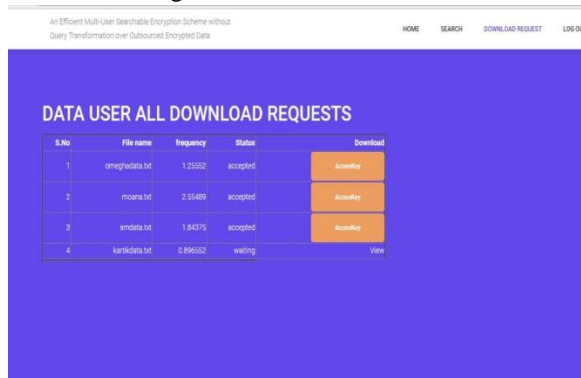 An Efficient Multi-User Searchable Encryption Scheme without
Query Transformation over Outsourced Encrypted Data
HOME SEARCH DOWNLOAD REQUEST LOG
DATA USER ALL DOWNLOAD REQUESTS
S.No File name frequency Status Download
1 omeghadata.txt 1.25552 accepted AccessKey
2 moana.txt 2.55489 accepted AccessKey
3 smdata.txt 1.84375 accepted AccessKey
4 kartikdata.txt 0.896552 waiting View